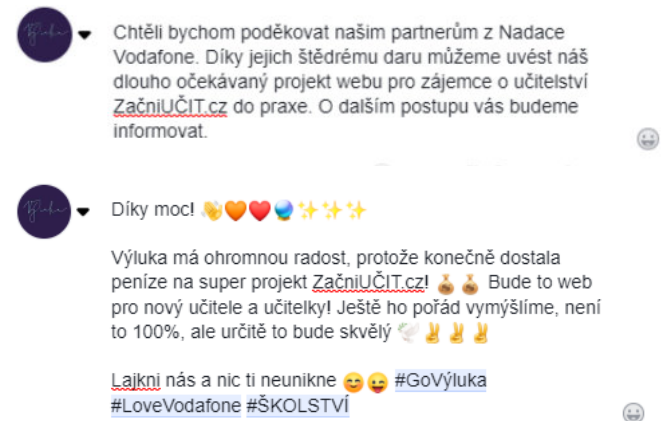 Chtěli bychom poděkovat našim partnerům z Nadace
Vodafone. Díky jejich štědrému daru můžeme uvést náš
dlouho očekávaný projekt webu pro zájemce o učitelství
ZačniUČIT.cz do praxe. O dalším postupu vás budeme
informovat.
Díky moc! 👋🧡❤️🔮✨✨✨
Výluka má ohromnou radost, protože konečně dostala
peníze na super projekt ZačniUČIT.cz! 💰💰 Bude to web
pro nový učitele a učitelky! Ještě ho pořád vymýšlíme, není
to 100%, ale určitě to bude skvělý 🕊️✌️✌️✌️
Lajkni nás a nic ti neunikne 😊😜 #GoVýluka
#LoveVodafone #ŠKOLSTVÍ